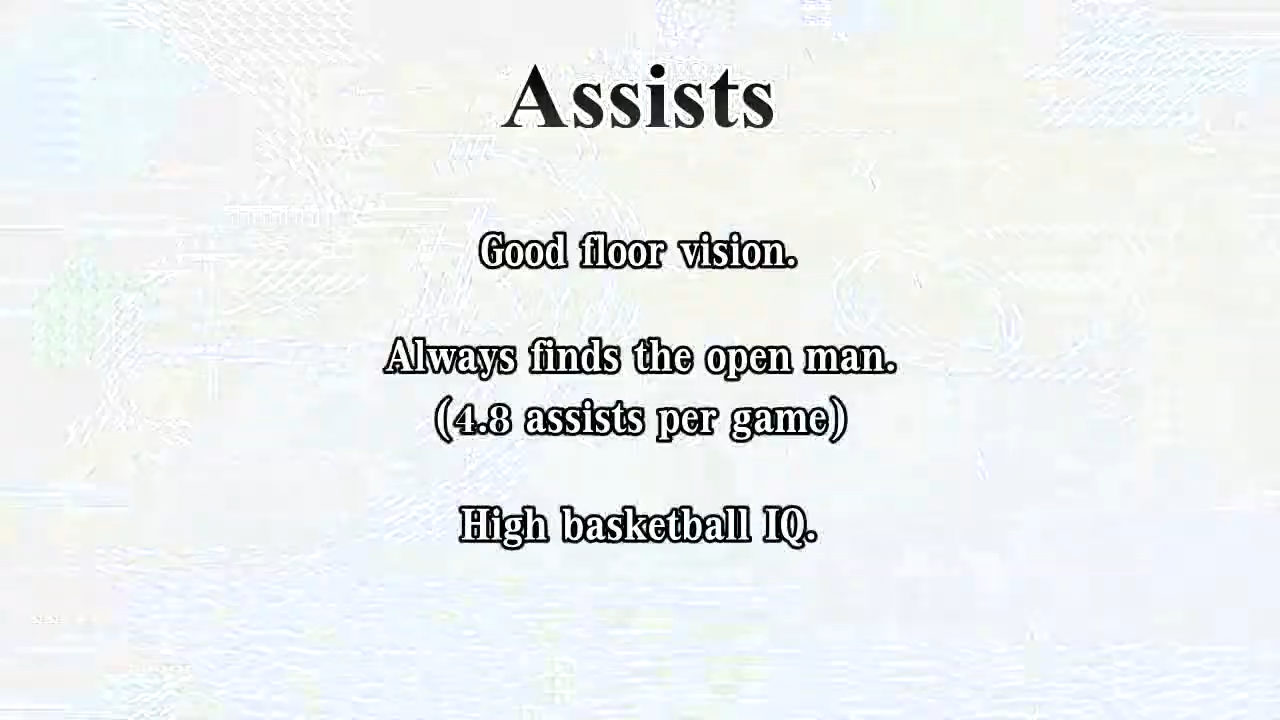 Assists
Good floor vision.
Always finds the open man.
(4.8 assists per game)
High basketball IQ.